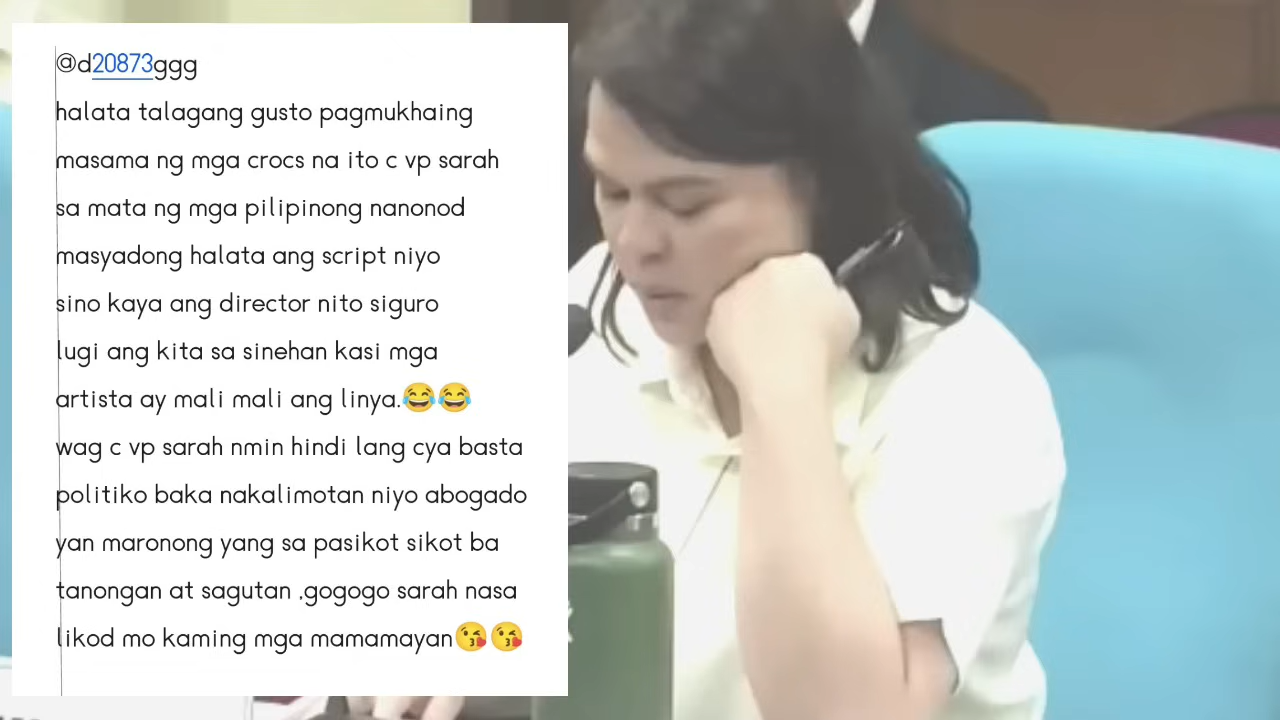 @d20873ggg
halata talagang gusto pagmukhaing
masama ng mga crocs na ito c vp sarah
sa mata ng mga pilipinong nanonod
masyadong halata ang script niyo
sino kaya ang director nito siguro
lugi ang kita sa sinehan kasi mga
artista ay mali mali ang linya.😂😂
wag c vp sarah nmin hindi lang cya basta
politiko baka nakalimotan niyo abogado
yan maronong yang sa pasikot sikot ba
tanongan at sagutan ,gogogo sarah nasa
likod mo kaming mga mamamayan😘😘